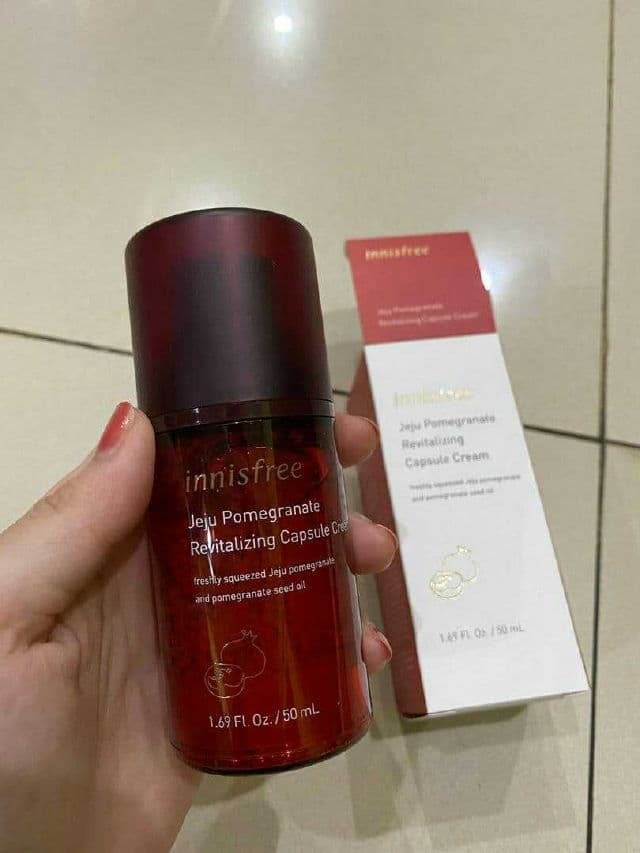 innisfree
Jeju Pomegranate
Revitalizing Capsule Cream
freshly squeezed Jeju pomegranate
and pomegranate seed oil
1.69 Fl. Oz. / 50 mL
innisfree
Jeju Pomegranate
Revitalizing Capsule Cream
innisfree
Jeju Pomegranate
Revitalizing
Capsule Cream
freshly squeezed Jeju pomegranate
and pomegranate seed oil
1.69 Fl. Oz. / 50 mL